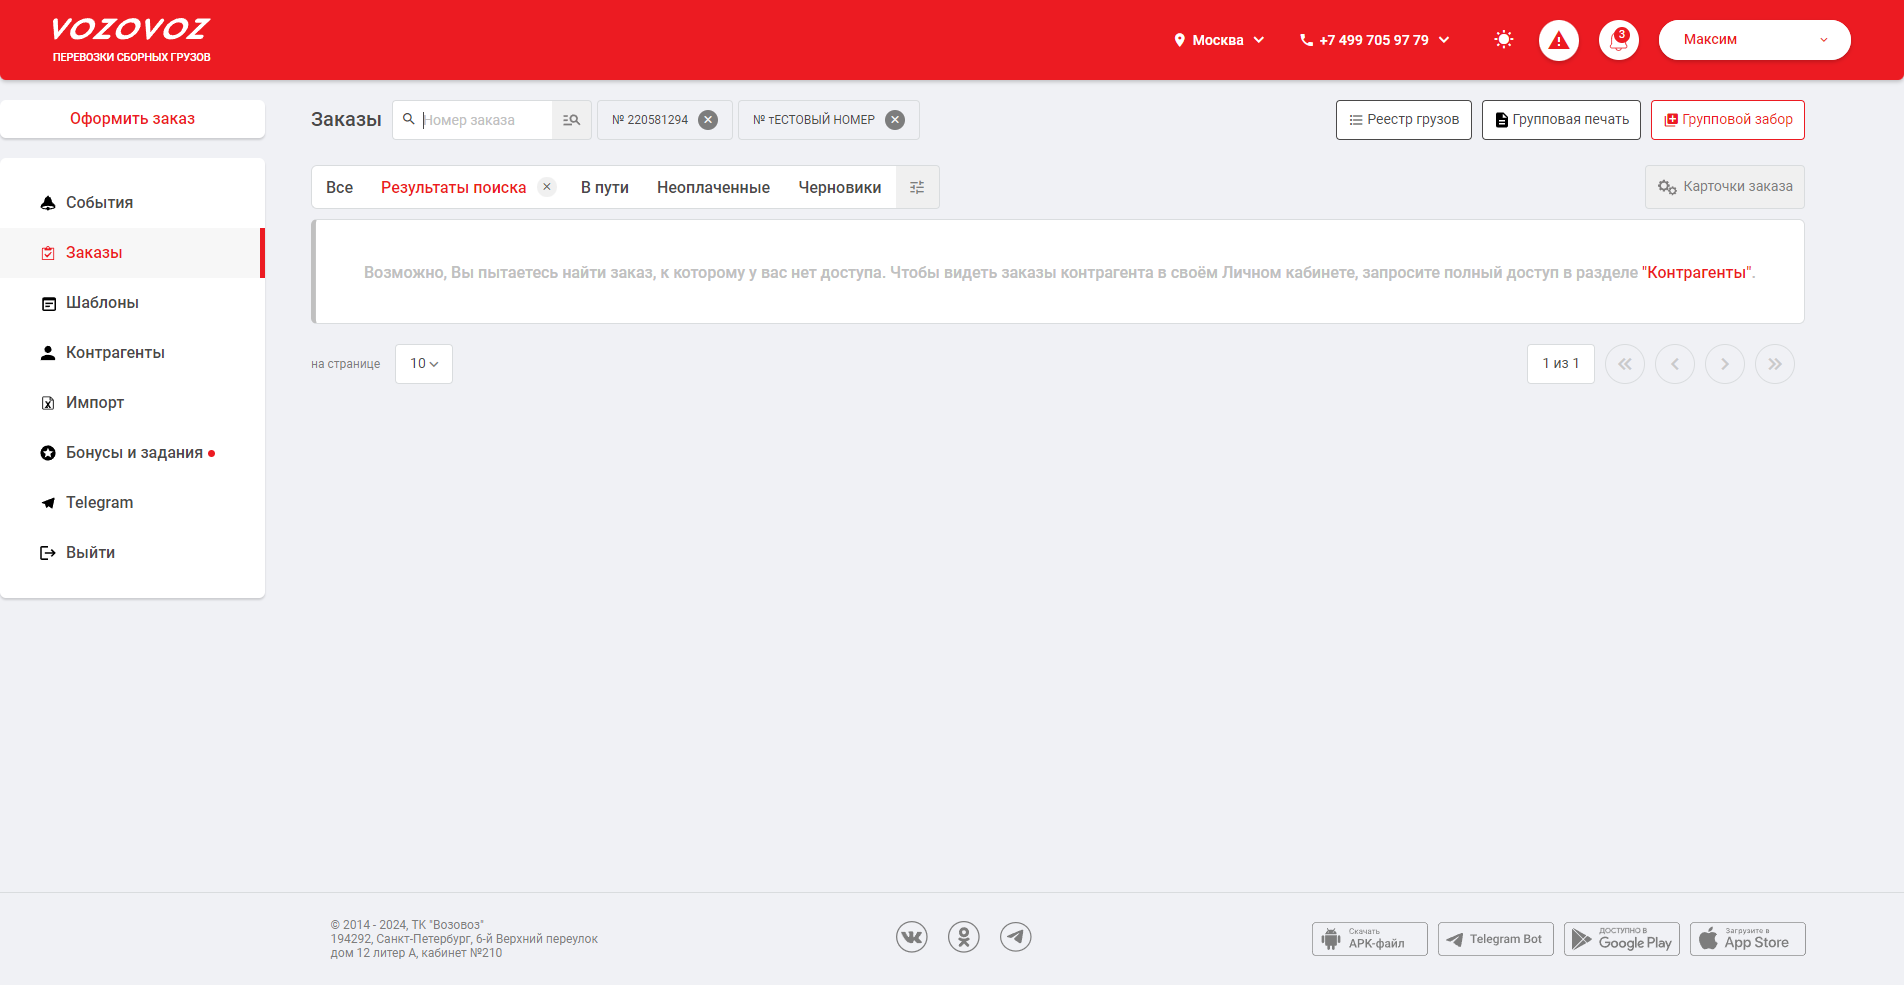 VOZOVOZ
ПЕРЕВОЗКИ СБОРНЫХ ГРУЗОВ
Москва
+7 499 705 97 79
3
Максим
Оформить заказ
События
Заказы
Шаблоны
Контрагенты
Импорт
Бонусы и задания
Telegram
Выйти
Заказы
Номер заказа
№ 220581294
№ тЕСТОВЫЙ НОМЕР
Реестр грузов
Групповая печать
Групповой забор
Все
Результаты поиска
В пути
Неоплаченные
Черновики
Карточки заказа
Возможно, Вы пытаетесь найти заказ, к которому у вас нет доступа. Чтобы видеть заказы контрагента в своём Личном кабинете, запросите полный доступ в разделе "Контрагенты".
на странице
10
1 из 1
© 2014 - 2024, ТК "Возовоз"
194292, Санкт-Петербург, 6-й Верхний переулок
дом 12 литер А, кабинет №210
Скачать
APK-файл
Telegram Bot
ДОСТУПНО В
Google Play
Загрузите в
App Store